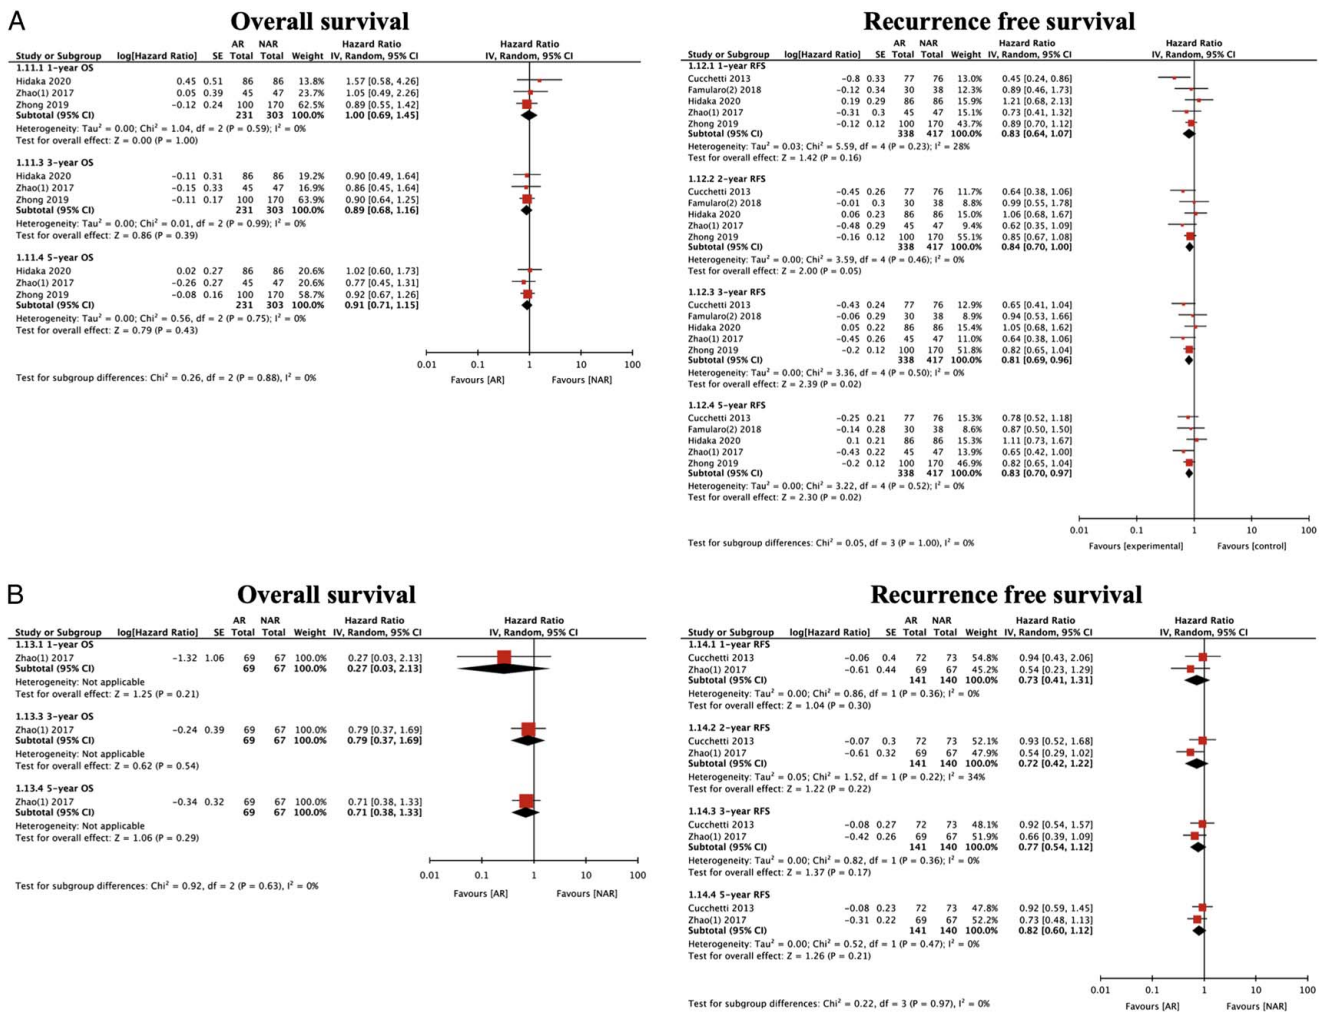 A
Overall survival
AR NAR Hazard Ratio Hazard Ratio
Study or Subgroup log[Hazard Ratio] SE Total Total Weight IV, Random, 95% CI IV, Random, 95% CI
1.11.1 1-year OS
Hidaka 2020 0.45 0.51 86 86 13.8% 1.57 [0.58, 4.26]
Zhao(1) 2017 0.05 0.39 45 47 23.7% 1.05 [0.49, 2.26]
Zhong 2019 -0.12 0.24 100 170 62.5% 0.89 [0.55, 1.42]
Subtotal (95% CI) 231 303 100.0% 1.00 [0.69, 1.45]
Heterogeneity: Tau² = 0.00; Chi² = 1.04, df = 2 (P = 0.59); I² = 0%
Test for overall effect: Z = 0.00 (P = 1.00)
1.11.3 3-year OS
Hidaka 2020 -0.11 0.31 86 86 19.2% 0.90 [0.49, 1.64]
Zhao(1) 2017 -0.15 0.33 45 47 16.9% 0.86 [0.45, 1.64]
Zhong 2019 -0.11 0.17 100 170 63.9% 0.90 [0.64, 1.25]
Subtotal (95% CI) 231 303 100.0% 0.89 [0.68, 1.16]
Heterogeneity: Tau² = 0.00; Chi² = 0.01, df = 2 (P = 0.99); I² = 0%
Test for overall effect: Z = 0.86 (P = 0.39)
1.11.4 5-year OS
Hidaka 2020 0.02 0.27 86 86 20.6% 1.02 [0.60, 1.73]
Zhao(1) 2017 -0.26 0.27 45 47 20.6% 0.77 [0.45, 1.31]
Zhong 2019 -0.08 0.16 100 170 58.7% 0.92 [0.67, 1.26]
Subtotal (95% CI) 231 303 100.0% 0.91 [0.71, 1.15]
Heterogeneity: Tau² = 0.00; Chi² = 0.56, df = 2 (P = 0.75); I² = 0%
Test for overall effect: Z = 0.79 (P = 0.43)
0.01 0.1 1 10 100
Favours [AR] Favours [NAR]
Test for subgroup differences: Chi² = 0.26, df = 2 (P = 0.88), I² = 0%
Recurrence free survival
AR NAR Hazard Ratio Hazard Ratio
Study or Subgroup log[Hazard Ratio] SE Total Total Weight IV, Random, 95% CI IV, Random, 95% CI
1.12.1 1-year RFS
Cucchetti 2013 -0.8 0.33 77 76 13.0% 0.45 [0.24, 0.86]
Famularo(2) 2018 -0.12 0.34 30 38 12.4% 0.89 [0.46, 1.73]
Hidaka 2020 0.19 0.29 86 86 15.9% 1.21 [0.68, 2.13]
Zhao(1) 2017 -0.31 0.3 45 47 15.1% 0.73 [0.41, 1.32]
Zhong 2019 -0.12 0.12 100 170 43.7% 0.89 [0.70, 1.12]
Subtotal (95% CI) 338 417 100.0% 0.83 [0.64, 1.07]
Heterogeneity: Tau² = 0.03; Chi² = 5.59, df = 4 (P = 0.23); I² = 28%
Test for overall effect: Z = 1.42 (P = 0.16)
1.12.2 2-year RFS
Cucchetti 2013 -0.45 0.26 77 76 11.7% 0.64 [0.38, 1.06]
Famularo(2) 2018 -0.01 0.3 30 38 8.8% 0.99 [0.55, 1.78]
Hidaka 2020 0.06 0.23 86 86 15.0% 1.06 [0.68, 1.67]
Zhao(1) 2017 -0.48 0.29 45 47 9.4% 0.62 [0.35, 1.09]
Zhong 2019 -0.16 0.12 100 170 55.1% 0.85 [0.67, 1.08]
Subtotal (95% CI) 338 417 100.0% 0.84 [0.70, 1.00]
Heterogeneity: Tau² = 0.00; Chi² = 3.59, df = 4 (P = 0.46); I² = 0%
Test for overall effect: Z = 2.00 (P = 0.05)
1.12.3 3-year RFS
Cucchetti 2013 -0.43 0.24 77 76 12.9% 0.65 [0.41, 1.04]
Famularo(2) 2018 -0.06 0.29 30 38 8.9% 0.94 [0.53, 1.66]
Hidaka 2020 0.05 0.22 86 86 15.4% 1.05 [0.68, 1.62]
Zhao(1) 2017 -0.45 0.26 45 47 11.0% 0.64 [0.38, 1.06]
Zhong 2019 -0.2 0.12 100 170 51.8% 0.82 [0.65, 1.04]
Subtotal (95% CI) 338 417 100.0% 0.81 [0.69, 0.96]
Heterogeneity: Tau² = 0.00; Chi² = 3.36, df = 4 (P = 0.50); I² = 0%
Test for overall effect: Z = 2.39 (P = 0.02)
1.12.4 5-year RFS
Cucchetti 2013 -0.25 0.21 77 76 15.3% 0.78 [0.52, 1.18]
Famularo(2) 2018 -0.14 0.28 30 38 8.6% 0.87 [0.50, 1.50]
Hidaka 2020 0.1 0.21 86 86 15.3% 1.11 [0.73, 1.67]
Zhao(1) 2017 -0.43 0.22 45 47 13.9% 0.65 [0.42, 1.00]
Zhong 2019 -0.2 0.12 100 170 46.9% 0.82 [0.65, 1.04]
Subtotal (95% CI) 338 417 100.0% 0.83 [0.70, 0.97]
Heterogeneity: Tau² = 0.00; Chi² = 3.22, df = 4 (P = 0.52); I² = 0%
Test for overall effect: Z = 2.30 (P = 0.02)
0.01 0.1 1 10 100
Favours [experimental] Favours [control]
Test for subgroup differences: Chi² = 0.05, df = 3 (P = 1.00), I² = 0%
B
Overall survival
AR NAR Hazard Ratio Hazard Ratio
Study or Subgroup log[Hazard Ratio] SE Total Total Weight IV, Random, 95% CI IV, Random, 95% CI
1.13.1 1-year OS
Zhao(1) 2017 -1.32 1.06 69 67 100.0% 0.27 [0.03, 2.13]
Subtotal (95% CI) 69 67 100.0% 0.27 [0.03, 2.13]
Heterogeneity: Not applicable
Test for overall effect: Z = 1.25 (P = 0.21)
1.13.3 3-year OS
Zhao(1) 2017 -0.24 0.39 69 67 100.0% 0.79 [0.37, 1.69]
Subtotal (95% CI) 69 67 100.0% 0.79 [0.37, 1.69]
Heterogeneity: Not applicable
Test for overall effect: Z = 0.62 (P = 0.54)
1.13.4 5-year OS
Zhao(1) 2017 -0.34 0.32 69 67 100.0% 0.71 [0.38, 1.33]
Subtotal (95% CI) 69 67 100.0% 0.71 [0.38, 1.33]
Heterogeneity: Not applicable
Test for overall effect: Z = 1.06 (P = 0.29)
0.01 0.1 1 10 100
Favours [AR] Favours [NAR]
Test for subgroup differences: Chi² = 0.92, df = 2 (P = 0.63), I² = 0%
Recurrence free survival
AR NAR Hazard Ratio Hazard Ratio
Study or Subgroup log[Hazard Ratio] SE Total Total Weight IV, Random, 95% CI IV, Random, 95% CI
1.14.1 1-year RFS
Cucchetti 2013 -0.06 0.4 72 73 54.8% 0.94 [0.43, 2.06]
Zhao(1) 2017 -0.61 0.44 69 67 45.2% 0.54 [0.23, 1.29]
Subtotal (95% CI) 141 140 100.0% 0.73 [0.41, 1.31]
Heterogeneity: Tau² = 0.00; Chi² = 0.86, df = 1 (P = 0.36); I² = 0%
Test for overall effect: Z = 1.04 (P = 0.30)
1.14.2 2-year RFS
Cucchetti 2013 -0.07 0.3 72 73 52.1% 0.93 [0.52, 1.68]
Zhao(1) 2017 -0.61 0.32 69 67 47.9% 0.54 [0.29, 1.02]
Subtotal (95% CI) 141 140 100.0% 0.72 [0.42, 1.22]
Heterogeneity: Tau² = 0.05; Chi² = 1.52, df = 1 (P = 0.22); I² = 34%
Test for overall effect: Z = 1.22 (P = 0.22)
1.14.3 3-year RFS
Cucchetti 2013 -0.08 0.27 72 73 48.1% 0.92 [0.54, 1.57]
Zhao(1) 2017 -0.42 0.26 69 67 51.9% 0.66 [0.39, 1.09]
Subtotal (95% CI) 141 140 100.0% 0.77 [0.54, 1.12]
Heterogeneity: Tau² = 0.00; Chi² = 0.82, df = 1 (P = 0.36); I² = 0%
Test for overall effect: Z = 1.37 (P = 0.17)
1.14.4 5-year RFS
Cucchetti 2013 -0.08 0.23 72 73 47.8% 0.92 [0.59, 1.45]
Zhao(1) 2017 -0.31 0.22 69 67 52.2% 0.73 [0.48, 1.13]
Subtotal (95% CI) 141 140 100.0% 0.82 [0.60, 1.12]
Heterogeneity: Tau² = 0.00; Chi² = 0.52, df = 1 (P = 0.47); I² = 0%
Test for overall effect: Z = 1.26 (P = 0.21)
0.01 0.1 1 10 100
Favours [AR] Favours [NAR]
Test for subgroup differences: Chi² = 0.22, df = 3 (P = 0.97), I² = 0%